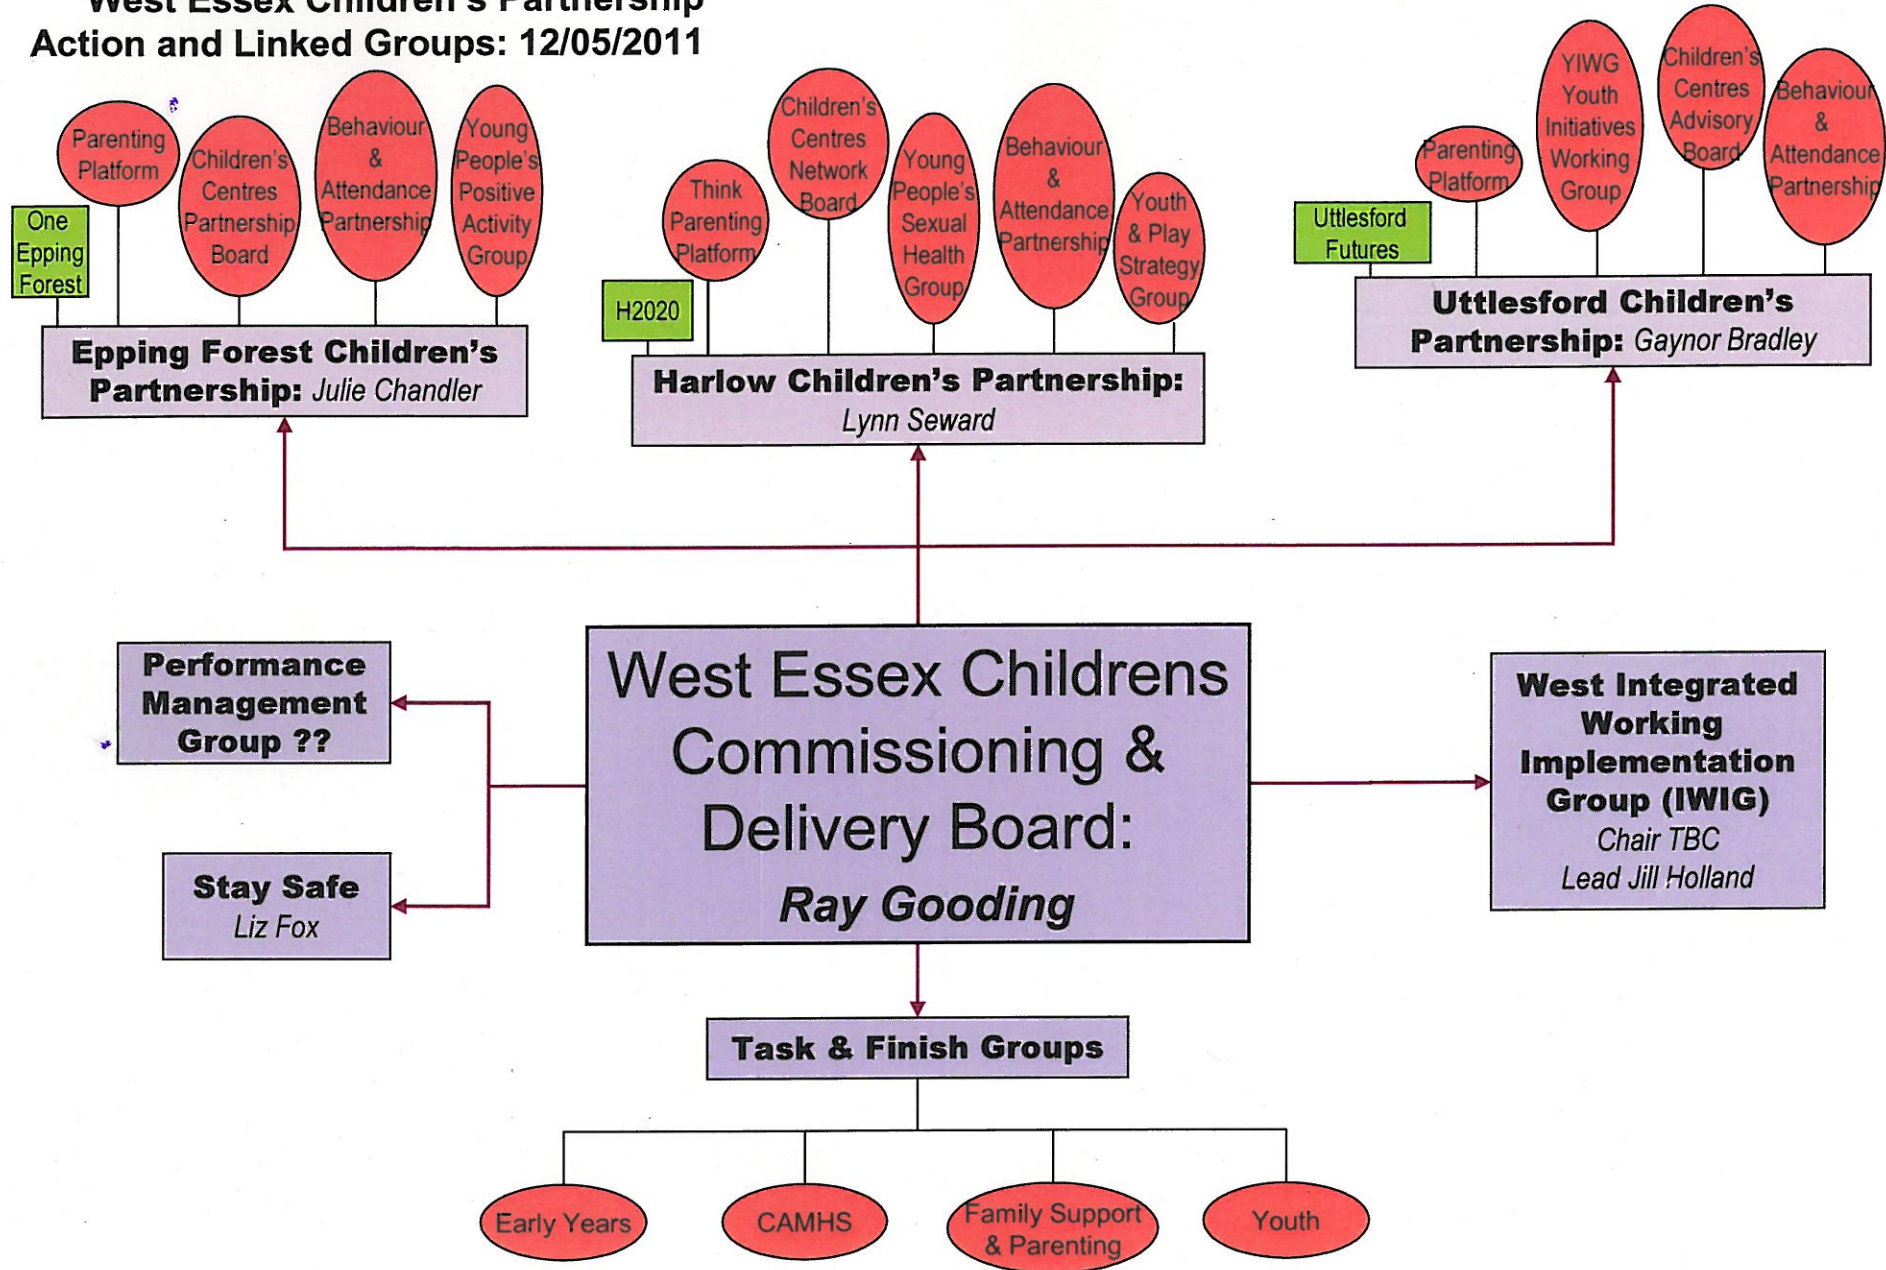 West Essex Children's Partnership
Action and Linked Groups: 12/05/2011
One
Epping
Forest
Parenting
Platform
Children's
Centres
Partnership
Board
Behaviour
&
Attendance
Partnership
Young
People's
Positive
Activity
Group
Epping Forest Children's
Partnership: Julie Chandler
H2020
Think
Parenting
Platform
Children's
Centres
Network
Board
Young
People's
Sexual
Health
Group
Behaviour
&
Attendance
Partnership
Youth
& Play
Strategy
Group
Harlow Children's Partnership:
Lynn Seward
Uttlesford
Futures
Parenting
Platform
YIWG
Youth
Initiatives
Working
Group
Children's
Centres
Advisory
Board
Behaviour
&
Attendance
Partnership
Uttlesford Children's
Partnership: Gaynor Bradley
Performance
Management
Group ??
Stay Safe
Liz Fox
West Essex Childrens
Commissioning &
Delivery Board:
Ray Gooding
West Integrated
Working
Implementation
Group (IWIG)
Chair TBC
Lead Jill Holland
Task & Finish Groups
Early Years
CAMHS
Family Support
& Parenting
Youth